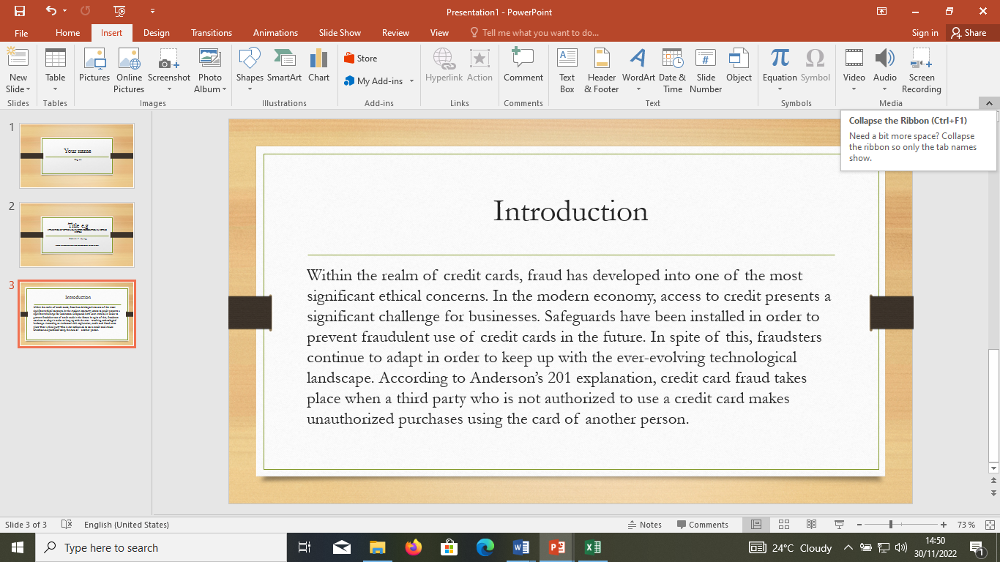 Presentation1 - PowerPoint
File Home Insert Design Transitions Animations Slide Show Review View Tell me what you want to do... Sign in Share
New Slide
Table
Pictures
Online Pictures
Screenshot
Photo Album
Shapes
SmartArt
Chart
Store
My Add-ins
Hyperlink
Action
Comment
Text Box
Header & Footer
WordArt
Date & Time
Slide Number
Object
Equation
Symbol
Video
Audio
Screen Recording
Slides Tables Images Illustrations Add-ins Links Comments Text Symbols Media
Collapse the Ribbon (Ctrl+F1)
Need a bit more space? Collapse
the ribbon so only the tab names
show.
1
Your name
2
Title e.g
3
Introduction
Introduction
Within the realm of credit cards, fraud has developed into one of the most
significant ethical concerns. In the modern economy, access to credit presents a
significant challenge for businesses. Safeguards have been installed in order to
prevent fraudulent use of credit cards in the future. In spite of this, fraudsters
continue to adapt in order to keep up with the ever-evolving technological
landscape. According to Anderson’s 201 explanation, credit card fraud takes
place when a third party who is not authorized to use a credit card makes
unauthorized purchases using the card of another person.
Slide 3 of 3 English (United States) Notes Comments 73 %
Type here to search
24°C Cloudy
14:50
30/11/2022
1